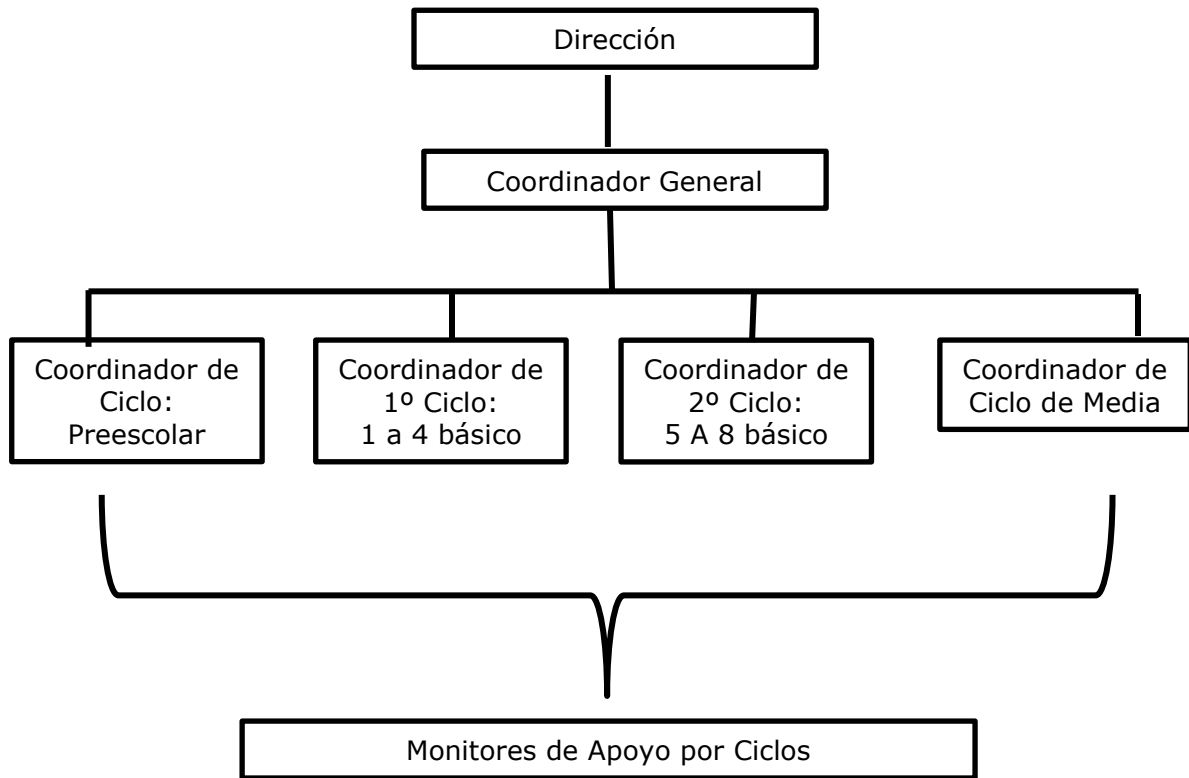 Dirección
Coordinador General
Coordinador de
Ciclo:
Preescolar
Coordinador de
1º Ciclo:
1 a 4 básico
Coordinador de
2º Ciclo:
5 A 8 básico
Coordinador de
Ciclo de Media
Monitores de Apoyo por Ciclos